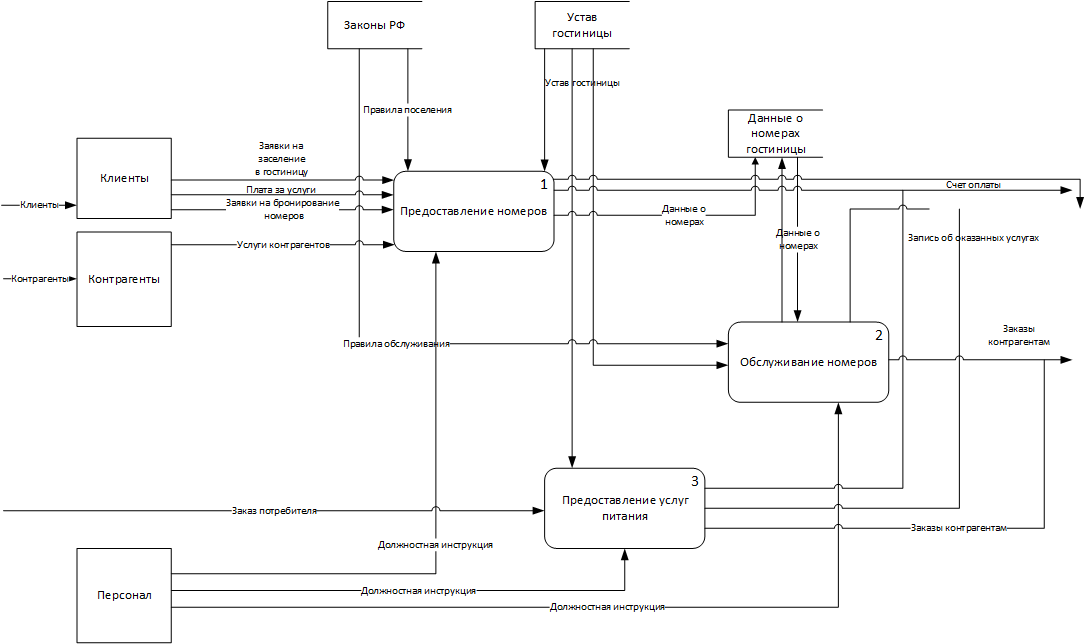 Законы РФ
Устав
гостиницы
Устав гостиницы
Правила поселения
Данные о
номерах
гостиницы
Клиенты
Заявки на
заселение
в гостиницу
Плата за услуги
Заявки на бронирование
номеров
Клиенты
1
Предоставление номеров
Счет оплаты
Данные о
номерах
Данные о
номерах
Запись об оказанных услугах
Услуги контрагентов
Контрагенты
Контрагенты
Правила обслуживания
2
Обслуживание номеров
Заказы
контрагентам
3
Предоставление услуг
питания
Заказ потребителя
Заказы контрагентам
Должностная инструкция
Персонал
Должностная инструкция
Должностная инструкция